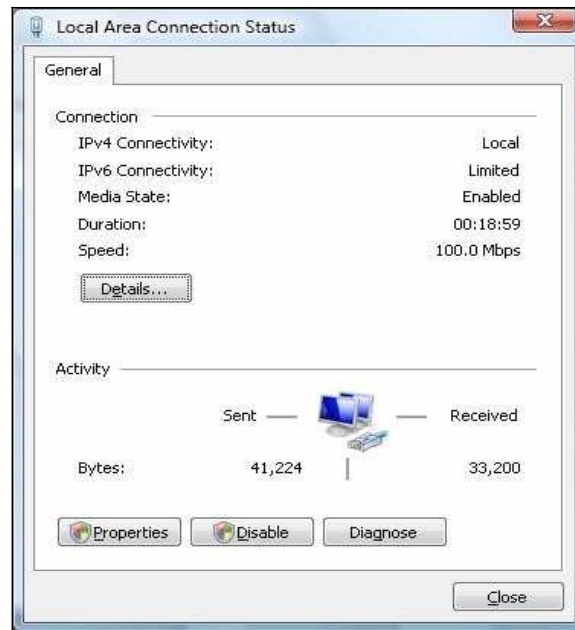 Local Area Connection Status
General
Connection
IPv4 Connectivity: Local
IPv6 Connectivity: Limited
Media State: Enabled
Duration: 00:18:59
Speed: 100.0 Mbps
Details...
Activity
Sent Received
Bytes: 41,224 33,200
Properties Disable Diagnose
Close